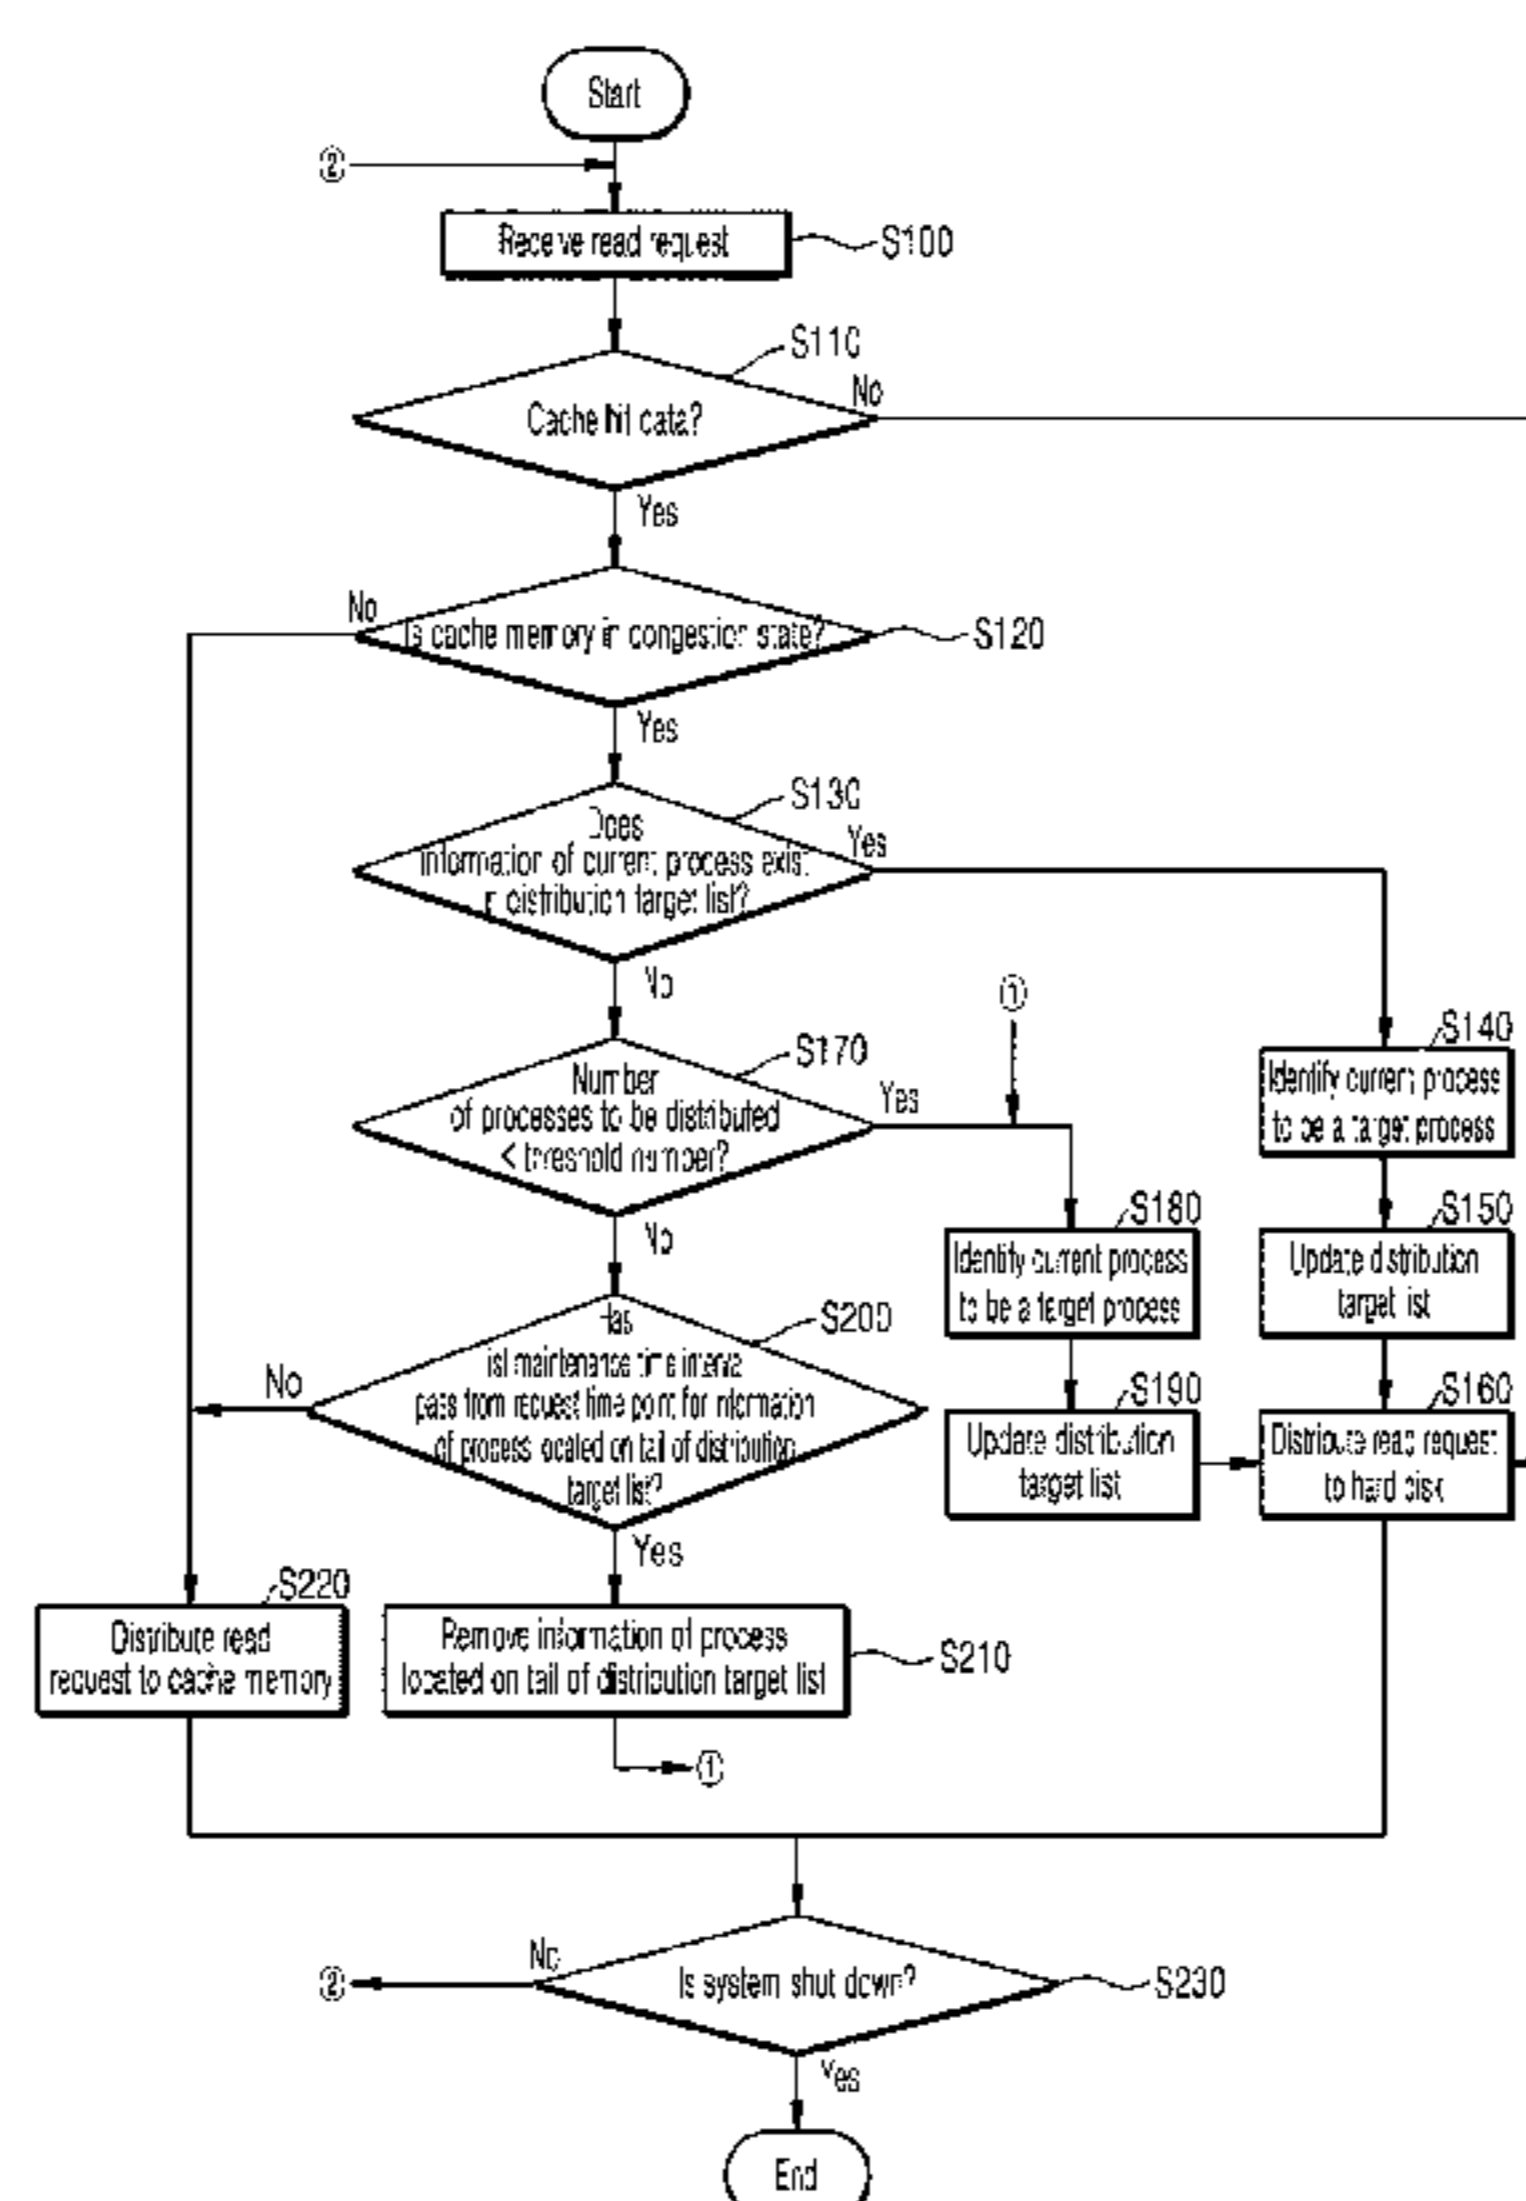 Start
②
Receive read request
S100
S110
No
Cache hit data?
Yes
No
Is cache memory in congestion state?
S120
Yes
S130
Does
information of current process exist
in distribution target list?
Yes
No
①
S170
Number
of processes to be distributed
< threshold number?
Yes
S140
Identify current process
to be a target process
No
S180
Identify current process
to be a target process
S150
Update distribution
target list
S200
Has
list maintenance time interval
pass from request time point for information
of process located on tail of distribution
target list?
No
S190
Update distribution
target list
S160
Distribute read request
to hard disk
Yes
S220
Distribute read
request to cache memory
Remove information of process
located on tail of distribution target list
S210
①
No
②
Is system shut down?
S230
Yes
End